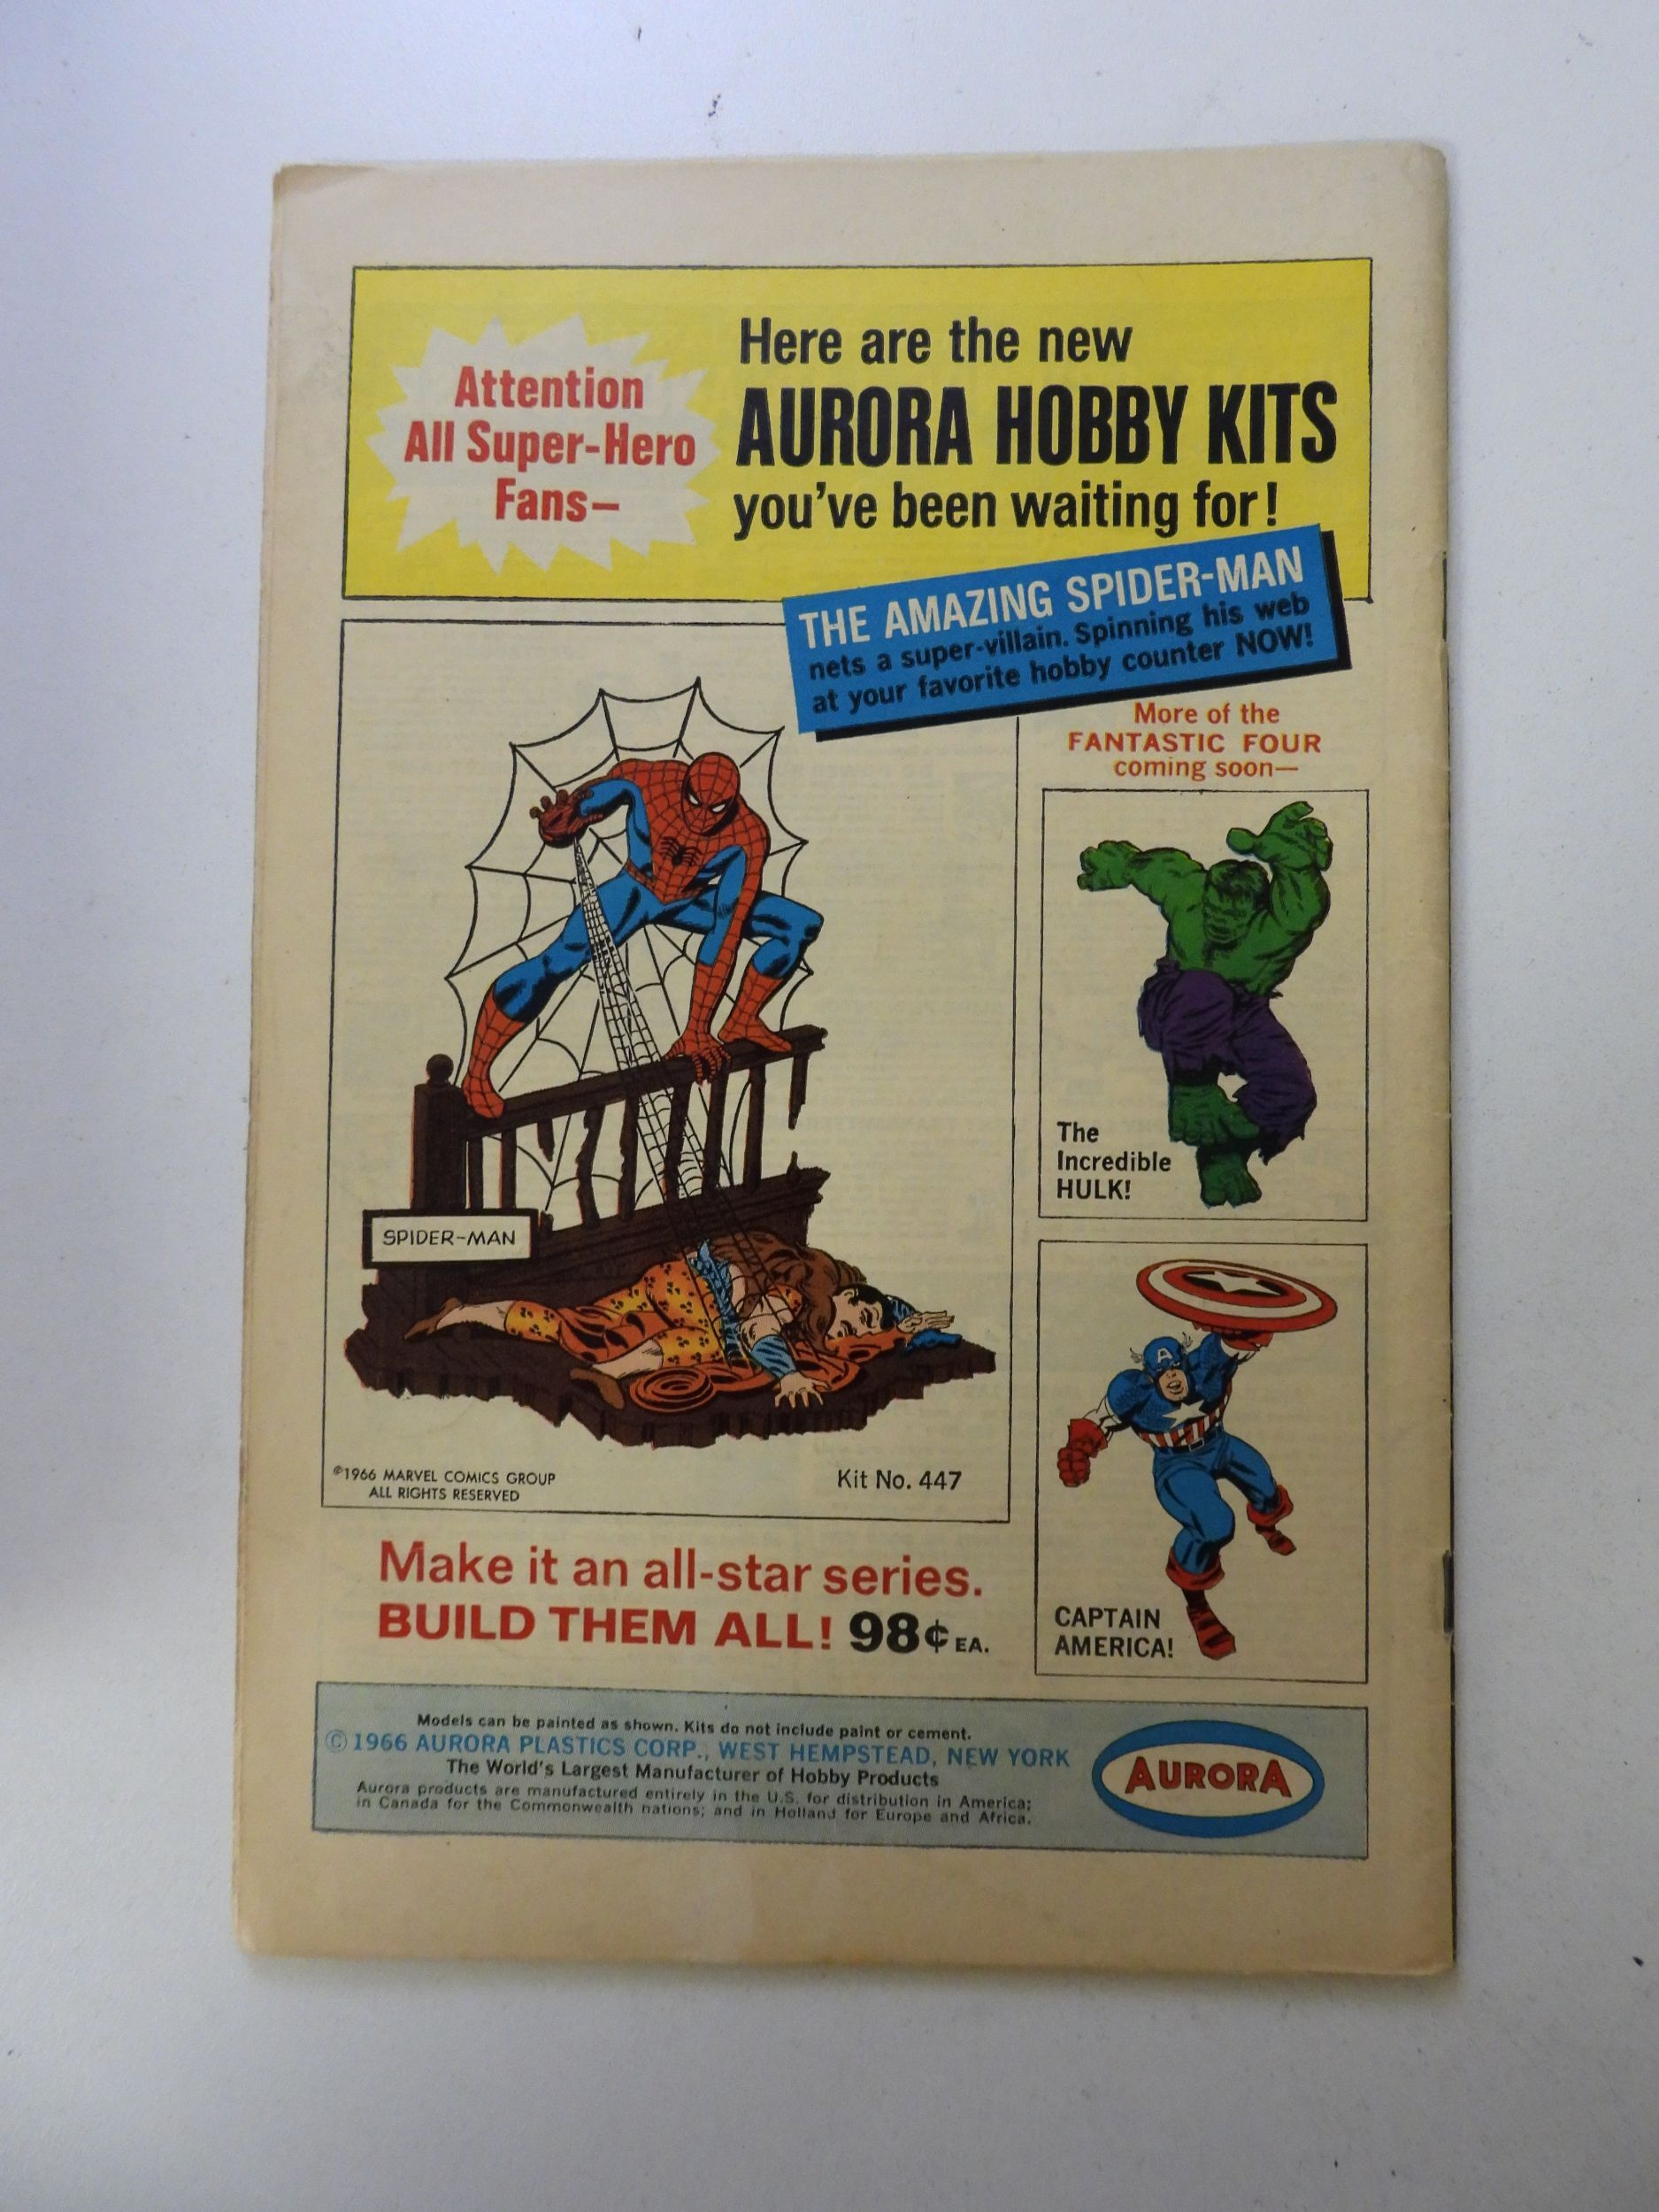 Attention
All Super-Hero
Fans—
Here are the new
AURORA HOBBY KITS
you've been waiting for!
THE AMAZING SPIDER-MAN
nets a super-villain. Spinning his web
at your favorite hobby counter NOW!
More of the
FANTASTIC FOUR
coming soon—
The
Incredible
HULK!
SPIDER-MAN
©1966 MARVEL COMICS GROUP
ALL RIGHTS RESERVED
Kit No. 447
A
CAPTAIN
AMERICA!
Make it an all-star series.
BUILD THEM ALL! 98¢ EA.
Models can be painted as shown. Kits do not include paint or cement.
© 1966 AURORA PLASTICS CORP., WEST HEMPSTEAD, NEW YORK
The World's Largest Manufacturer of Hobby Products
Aurora products are manufactured entirely in the U.S. for distribution in America;
in Canada for the Commonwealth nations; and in Holland for Europe and Africa.
AURORA